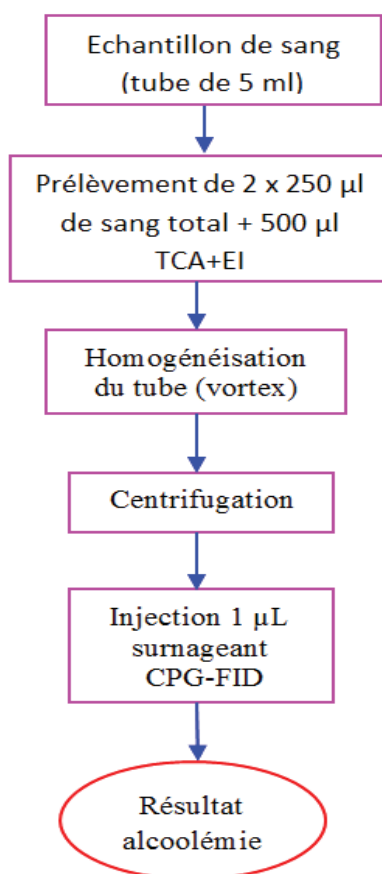 Echantillon de sang
(tube de 5 ml)
Prélèvement de 2 x 250 µl
de sang total + 500 µl
TCA+EI
Homogénéisation
du tube (vortex)
Centrifugation
Injection 1 µL
surnageant
CPG-FID
Résultat
alcoolémie